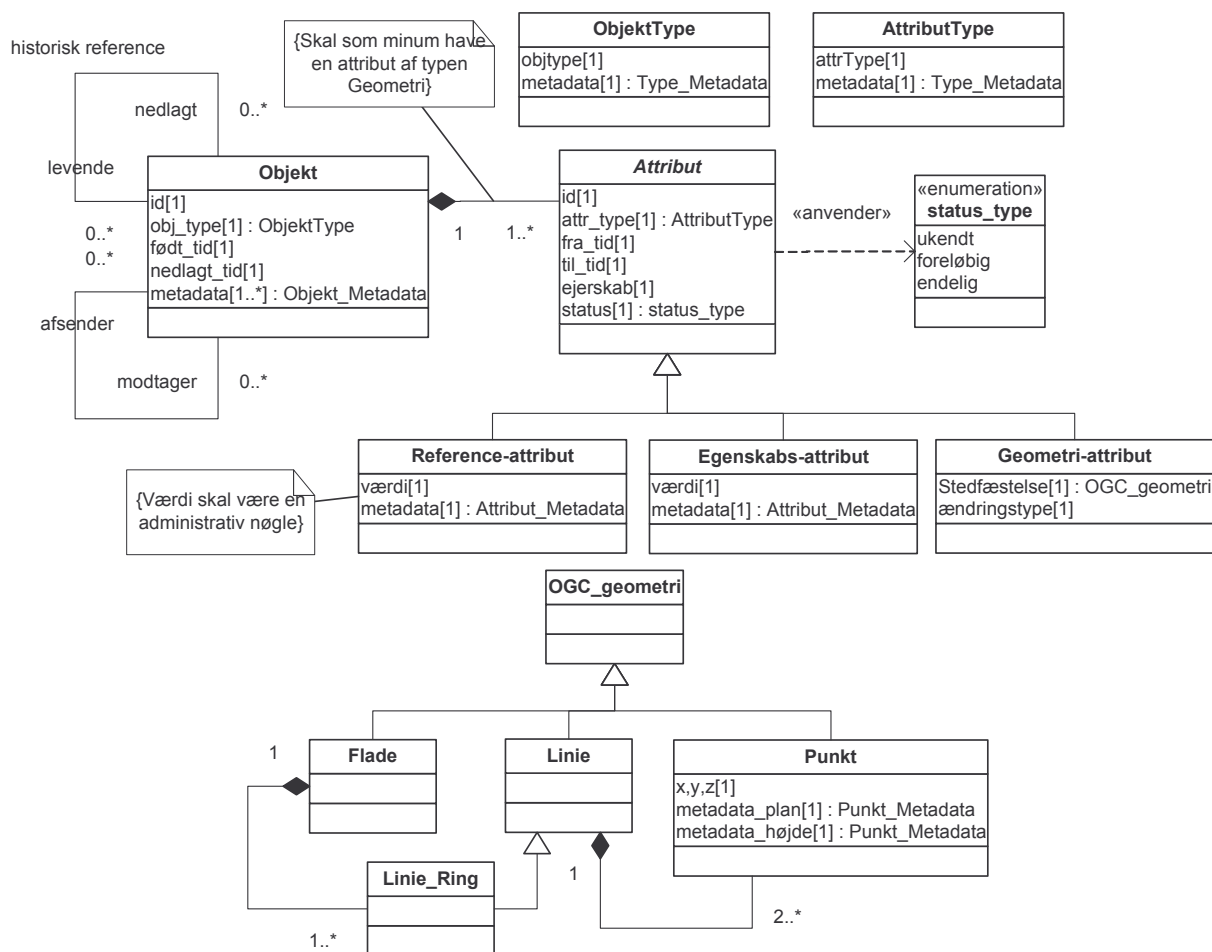 historisk reference
nedlagt
0..*
levende
0..*
0..*
afsender
modtager
0..*
{Skal som minum have
en attribut af typen
Geometri}
ObjektType
objtype[1]
metadata[1] : Type_Metadata
AttributType
attrType[1]
metadata[1] : Type_Metadata
Objekt
id[1]
obj_type[1] : ObjektType
født_tid[1]
nedlagt_tid[1]
metadata[1..*] : Objekt_Metadata
1
1..*
Attribut
id[1]
attr_type[1] : AttributType
fra_tid[1]
til_tid[1]
ejerskab[1]
status[1] : status_type
«anvender»
«enumeration»
status_type
ukendt
foreløbig
endelig
{Værdi skal være en
administrativ nøgle}
Reference-attribut
værdi[1]
metadata[1] : Attribut_Metadata
Egenskabs-attribut
værdi[1]
metadata[1] : Attribut_Metadata
Geometri-attribut
Stedfæstelse[1] : OGC_geometri
ændringstype[1]
OGC_geometri
1
Flade
Linie
Punkt
x,y,z[1]
metadata_plan[1] : Punkt_Metadata
metadata_højde[1] : Punkt_Metadata
Linie_Ring
1..*
1
2..*